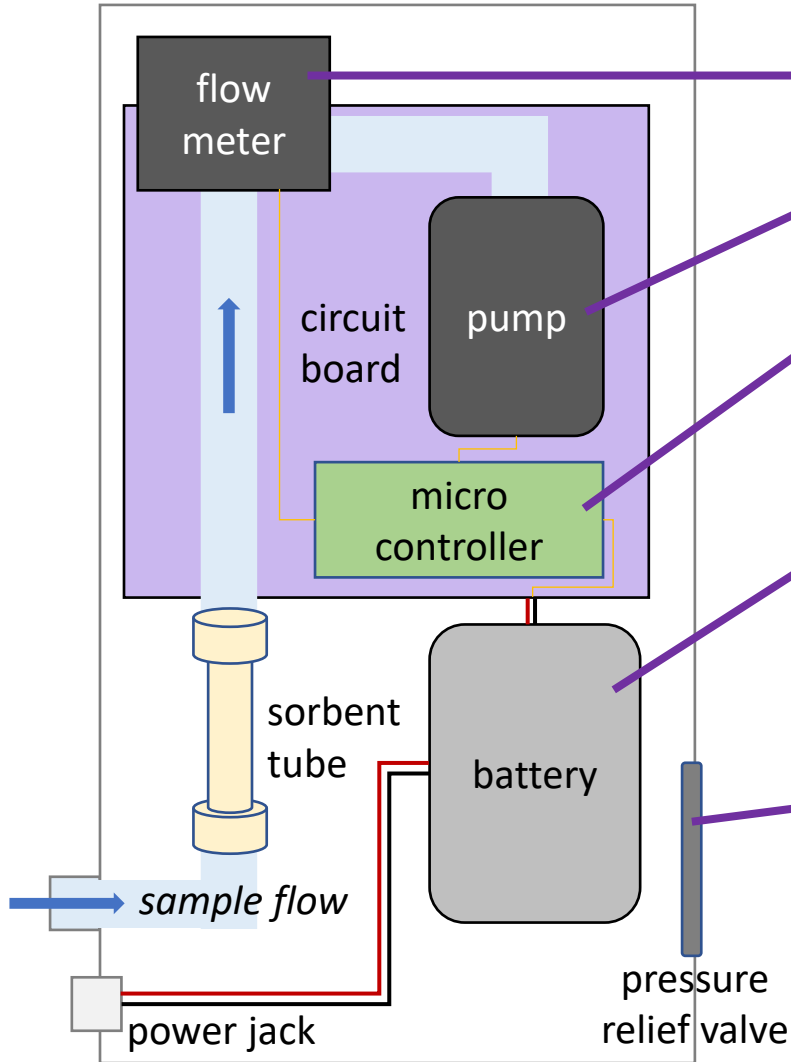 flow
meter
circuit
board
pump
micro
controller
sorbent
tube
battery
sample flow
power jack
pressure
relief valve